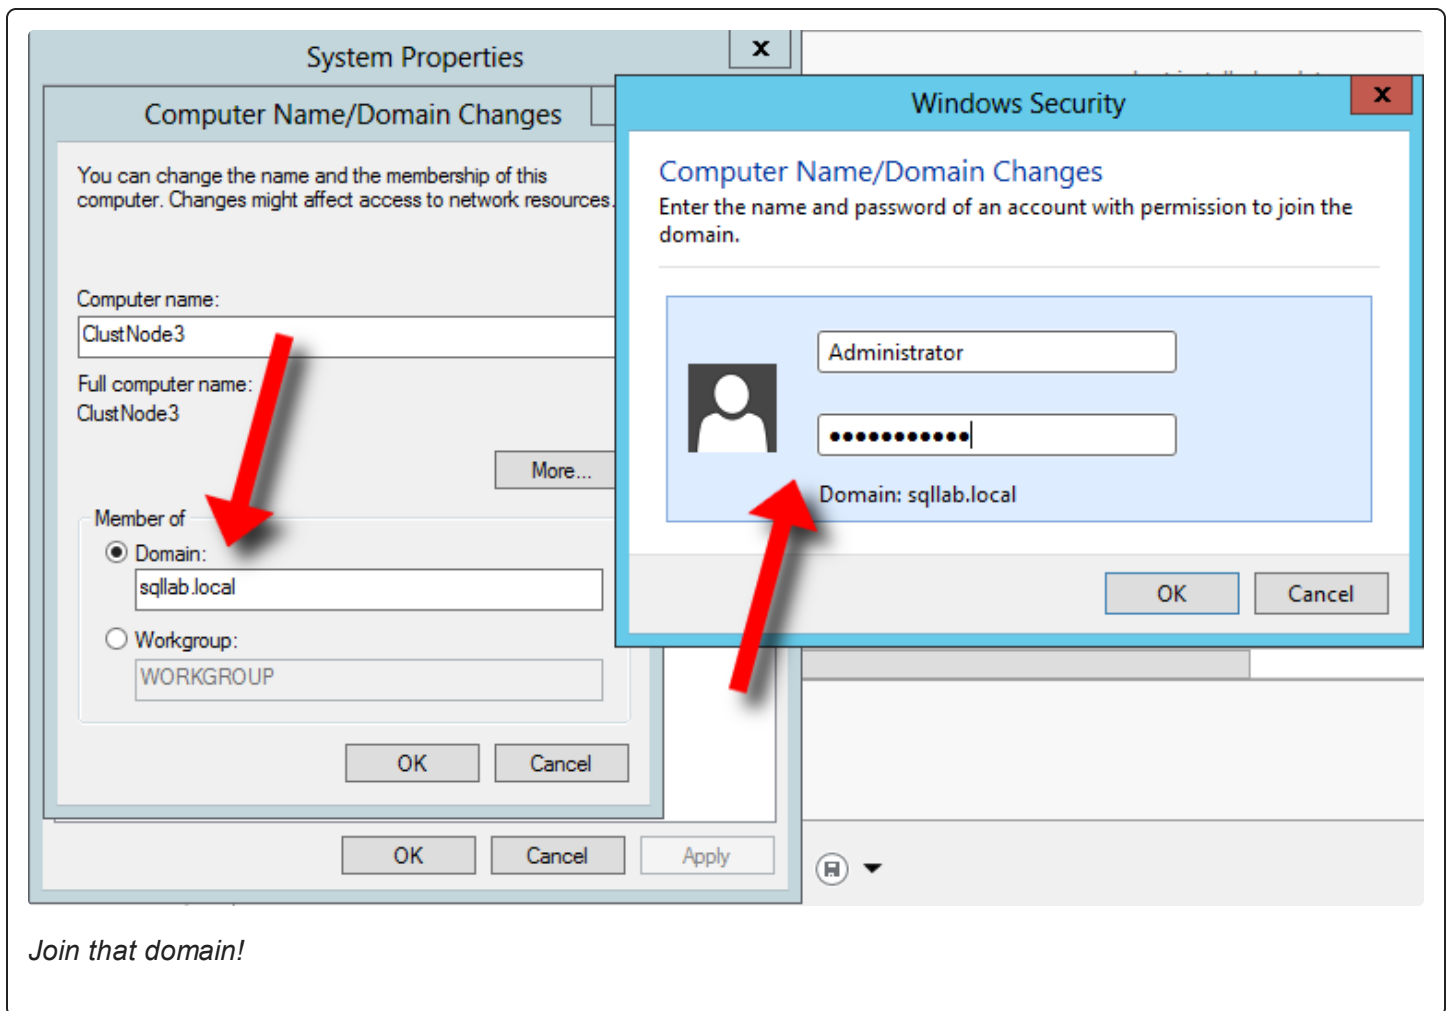 System Properties
x
Computer Name/Domain Changes
You can change the name and the membership of this
computer. Changes might affect access to network resources.
Computer name:
ClustNode3
Full computer name:
ClustNode3
More...
Member of
Domain:
sqllab.local
Workgroup:
WORKGROUP
OK Cancel
OK Cancel Apply
Windows Security
x
Computer Name/Domain Changes
Enter the name and password of an account with permission to join the
domain.
Administrator
●●●●●●●●●●●
Domain: sqllab.local
OK Cancel
Join that domain!